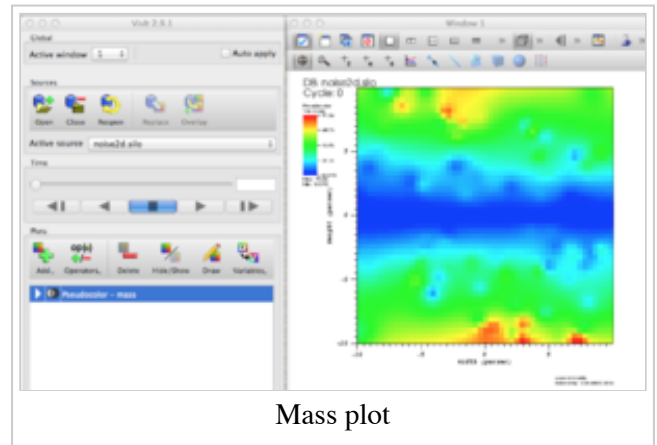 VisIt 2.9.1
Window 1
Global
Active window 1
Auto apply
Sources
Open Close Reopen Replace Overlay
Active source noise2d.silo
Time
Plots
Add.. Operators.. Delete Hide/Show Draw Variables..
Pseudocolor - mass
DB: noise2d.silo
Cycle: 0
Mass plot